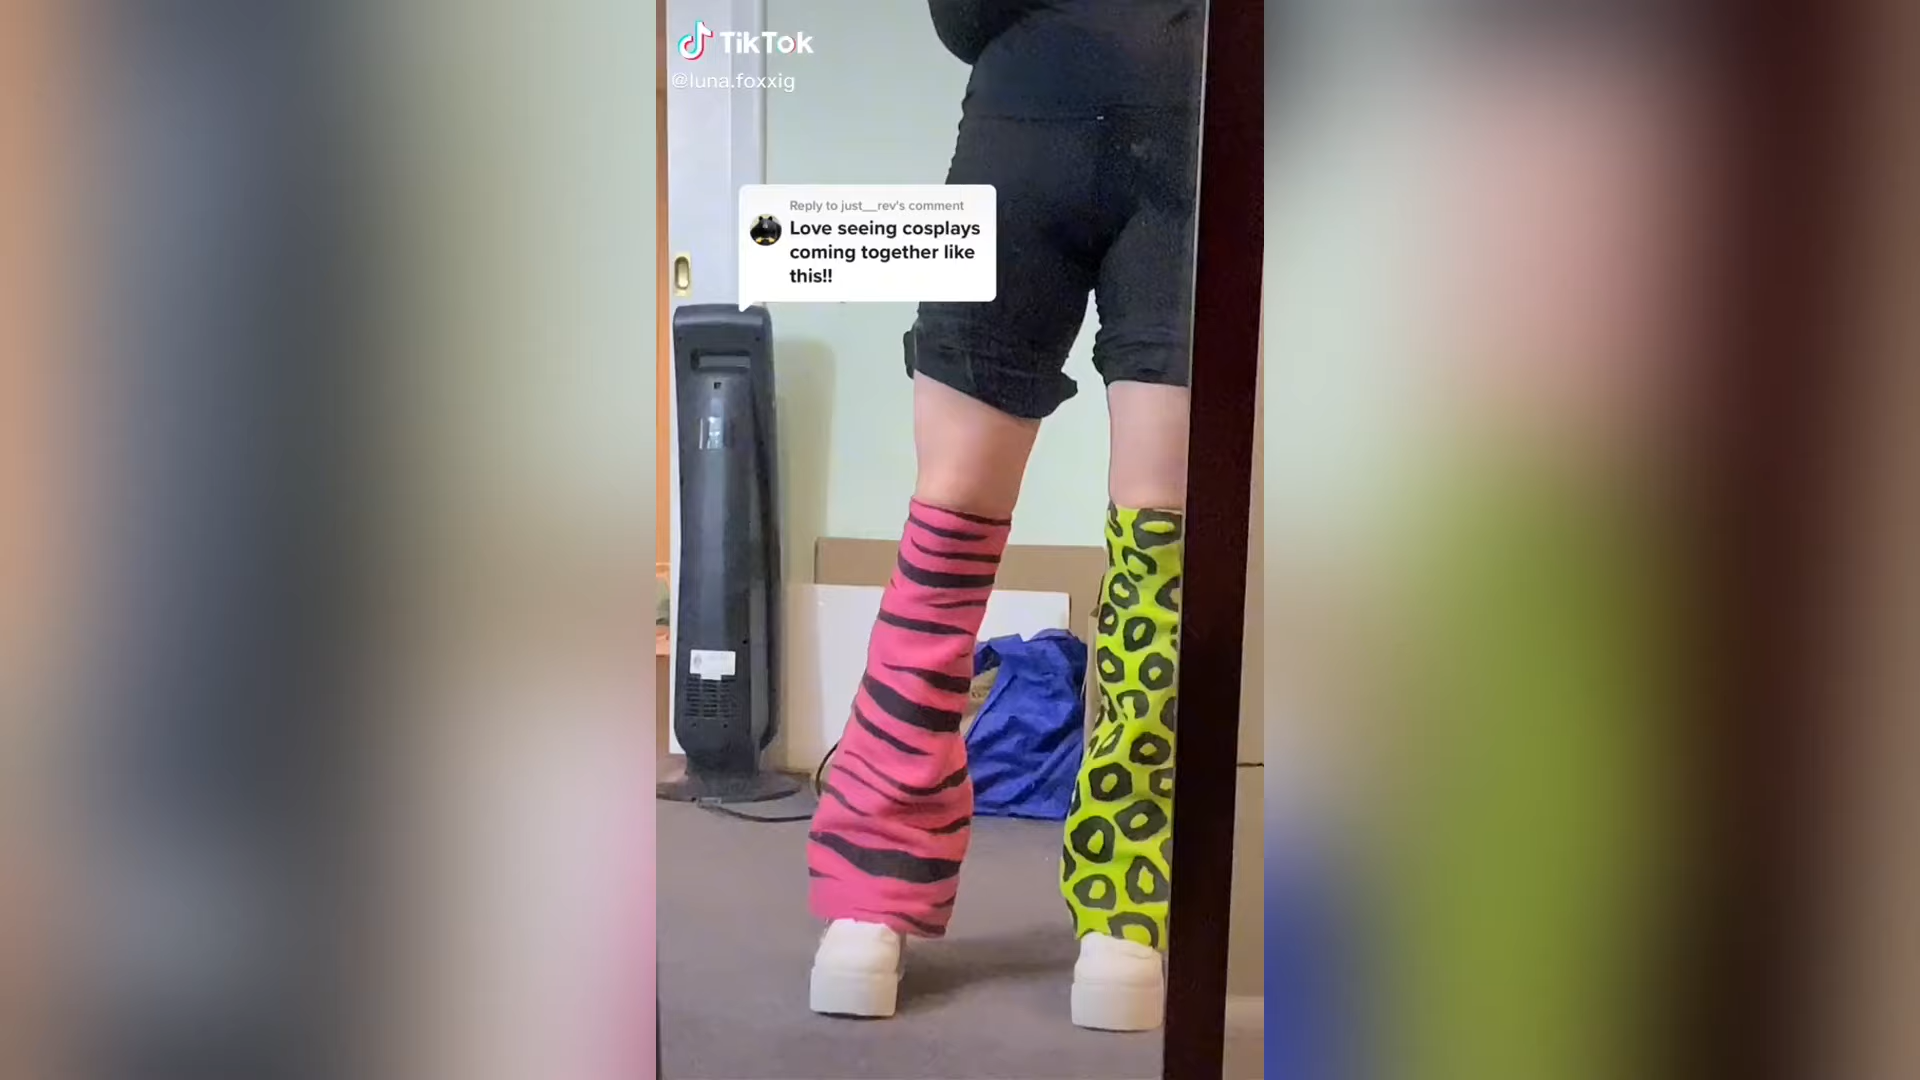 TikTok
@luna.foxxig
Reply to just__rev's comment
Love seeing cosplays
coming together like
this!!